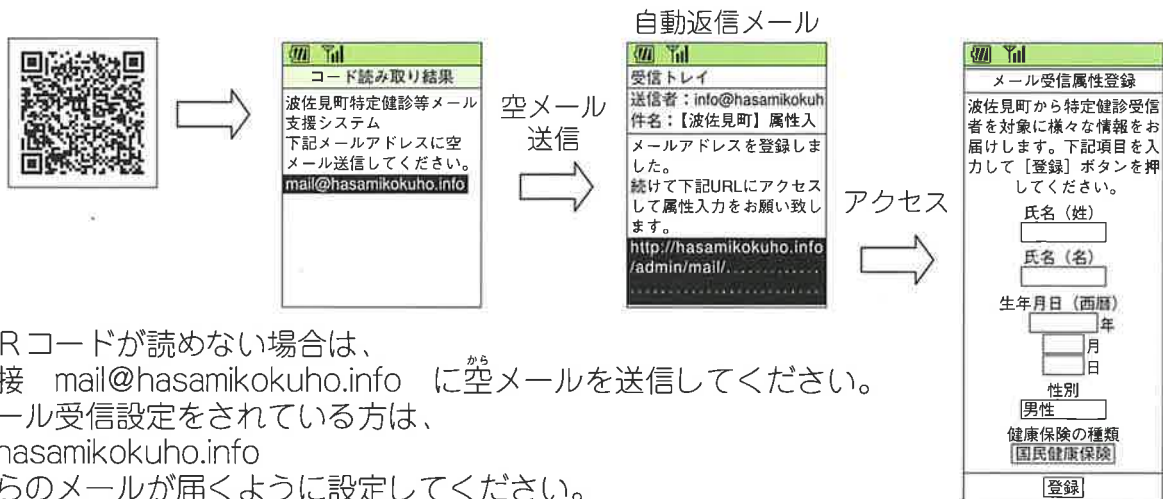 自動返信メール
コード読み取り結果
波佐見町特定健診等メール
支援システム
下記メールアドレスに空
メール送信してください。
mail@hasamikokuho.info
空メール
送信
受信トレイ
送信者：info@hasamikokuh
件名：【波佐見町】属性入
メールアドレスを登録しま
した。
続けて下記URLにアクセス
して属性入力をお願い致し
ます。
http://hasamikokuho.info
/admin/mail/............
........................
アクセス
メール受信属性登録
波佐見町から特定健診受信
者を対象に様々な情報をお
届けします。下記項目を入
力して［登録］ボタンを押
してください。
氏名（姓）
氏名（名）
生年月日（西暦）
年
月
日
性別
男性
健康保険の種類
国民健康保険
登録
Rコードが読めない場合は、
接　mail@hasamikokuho.info　に空メールを送信してください。
から
ール受信設定をされている方は、
hasamikokuho.info
らのメールが届くように設定してください。